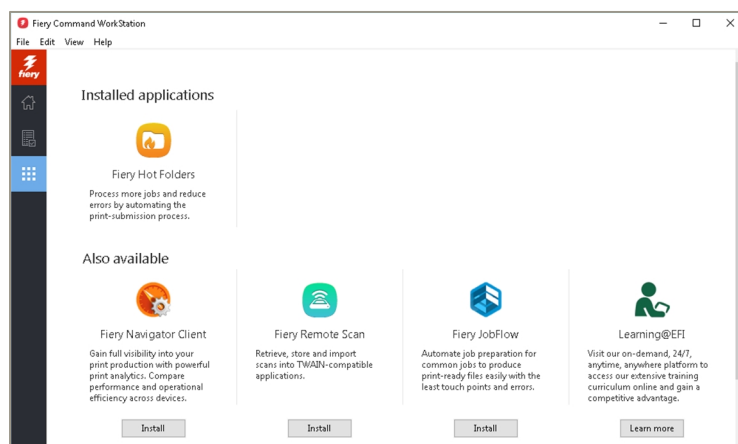 Fiery Command WorkStation
File Edit View Help
fiery
Installed applications
Fiery Hot Folders
Process more jobs and reduce
errors by automating the
print-submission process.
Also available
Fiery Navigator Client
Gain full visibility into your
print production with powerful
print analytics. Compare
performance and operational
efficiency across devices.
Install
Fiery Remote Scan
Retrieve, store and import
scans into TWAIN-compatible
applications.
Install
Fiery JobFlow
Automate job preparation for
common jobs to produce
print-ready files easily with the
least touch points and errors.
Install
Learning@EFI
Visit our on-demand, 24/7,
anytime, anywhere platform to
access our extensive training
curriculum online and gain a
competitive advantage.
Learn more